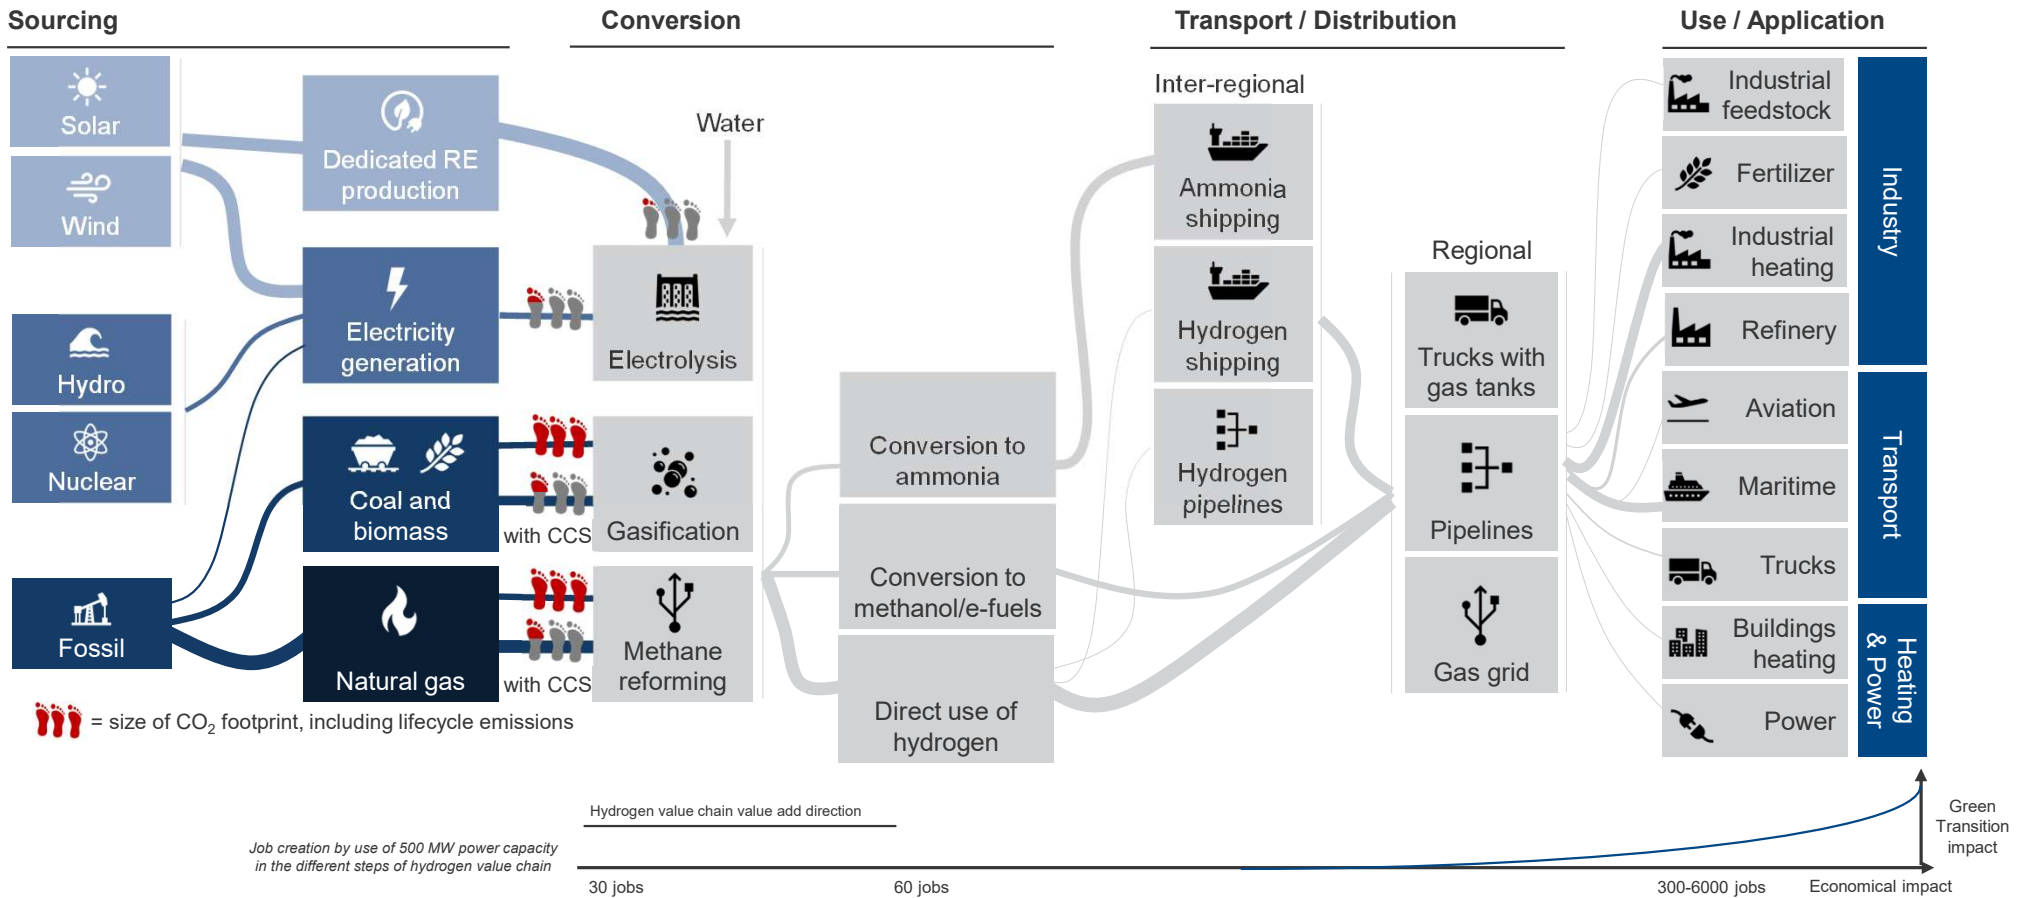 Sourcing
Conversion
Transport / Distribution
Use / Application
Solar
Wind
Hydro
Nuclear
Fossil
Dedicated RE
production
Electricity
generation
Coal and
biomass
Natural gas
with CCS
with CCS
= size of CO2 footprint, including lifecycle emissions
Water
Electrolysis
Gasification
Methane
reforming
Conversion to
ammonia
Conversion to
methanol/e-fuels
Direct use of
hydrogen
Inter-regional
Ammonia
shipping
Hydrogen
shipping
Hydrogen
pipelines
Regional
Trucks with
gas tanks
Pipelines
Gas grid
Industrial
feedstock
Fertilizer
Industrial
heating
Refinery
Aviation
Maritime
Trucks
Buildings
heating
Power
Industry
Transport
Heating
& Power
Hydrogen value chain value add direction
Job creation by use of 500 MW power capacity
in the different steps of hydrogen value chain
30 jobs
60 jobs
300-6000 jobs
Economical impact
Green
Transition
impact